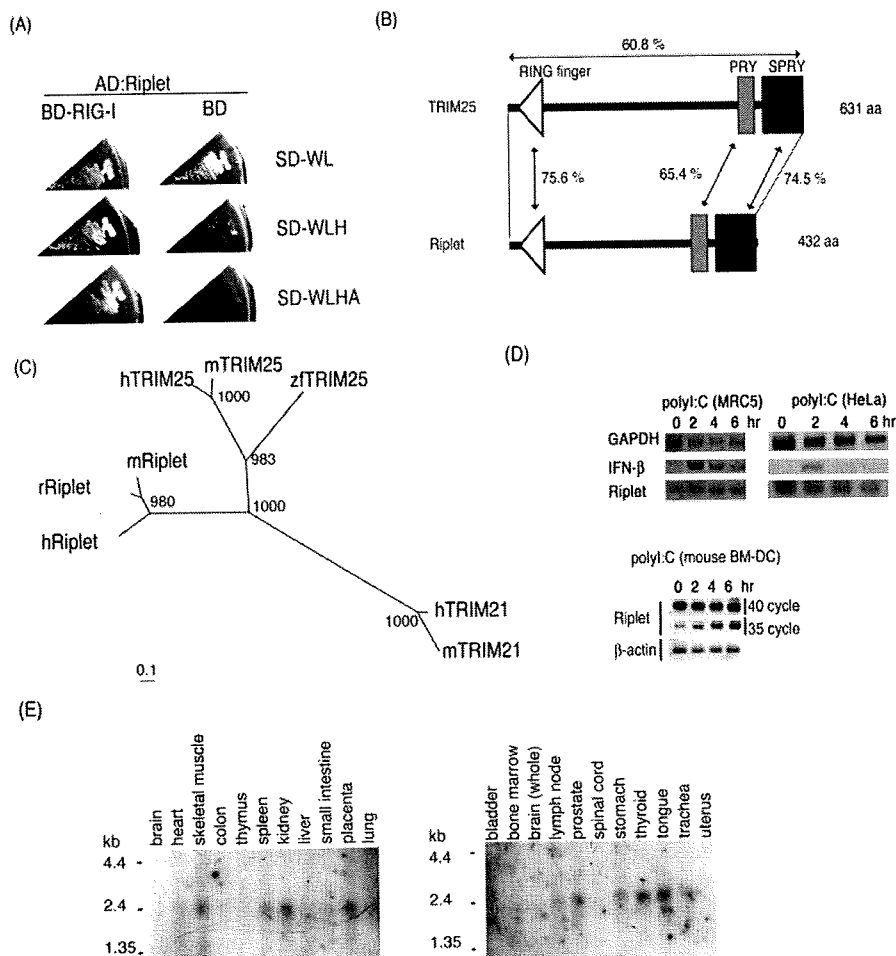 (A)
AD:Riplet
BD-RIG-I BD
SD-WL
SD-WLH
SD-WLHA
(B)
60.8 %
RING finger PRY SPRY
TRIM25 631 aa
75.6 % 65.4 % 74.5 %
Riplet 432 aa
(C)
hTRIM25 mTRIM25 zfTRIM25
1000
983
mRiplet
rRiplet 980 1000
hRiplet
1000 hTRIM21
mTRIM21
0.1
(D)
polyI:C (MRC5) polyI:C (HeLa)
0 2 4 6 hr 0 2 4 6 hr
GAPDH
IFN-β
Riplet
polyI:C (mouse BM-DC)
0 2 4 6 hr
Riplet 40 cycle
35 cycle
β-actin
(E)
brain heart skeletal muscle colon thymus spleen kidney liver small intestine placenta lung
kb
4.4 -
2.4 -
1.35 -
bladder bone marrow brain (whole) lymph node prostate spinal cord stomach thyroid tongue trachea uterus
kb
4.4 -
2.4 -
1.35 -